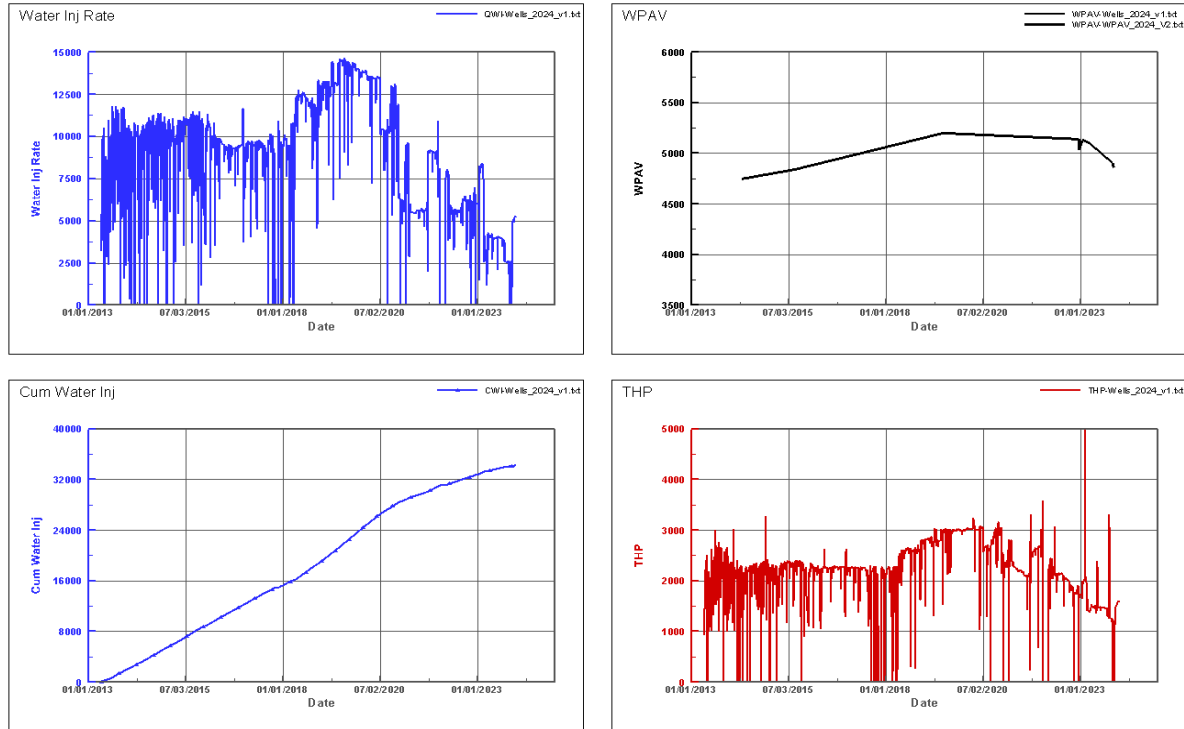 Water Inj Rate
QWI-Wells_2024_v1.txt
15000
12500
10000
7500
5000
2500
0
Water Inj Rate
01/01/2013
07/03/2015
01/01/2018
07/02/2020
01/01/2023
Date
WPAV
WPAV-Wells_2024_v1.txt
WPAV-WPAV_2024_V2.txt
6000
5500
5000
4500
4000
3500
WPAV
01/01/2013
07/03/2015
01/01/2018
07/02/2020
01/01/2023
Date
Cum Water Inj
CWI-Wells_2024_v1.txt
40000
32000
24000
16000
8000
0
Cum Water Inj
01/01/2013
07/03/2015
01/01/2018
07/02/2020
01/01/2023
Date
THP
THP-Wells_2024_v1.txt
5000
4000
3000
2000
1000
0
THP
01/01/2013
07/03/2015
01/01/2018
07/02/2020
01/01/2023
Date